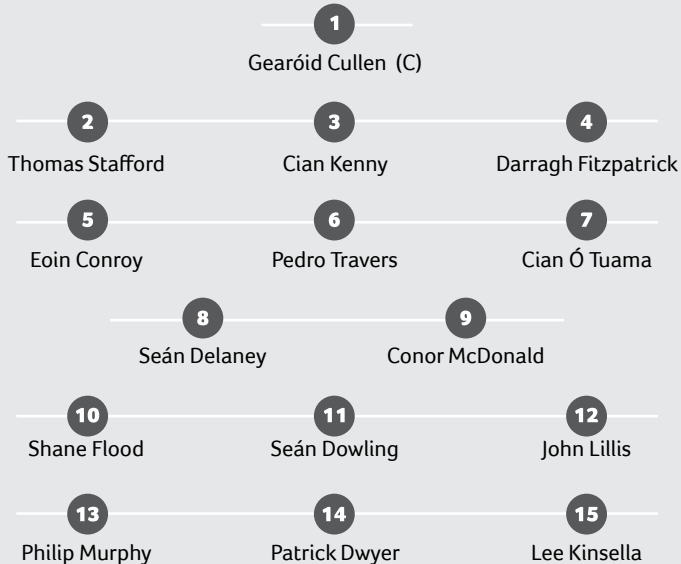 1
Gearóid Cullen (C)
2 3 4
Thomas Stafford Cian Kenny Darragh Fitzpatrick
5 6 7
Eoin Conroy Pedro Travers Cian Ó Tuama
8 9
Seán Delaney Conor McDonald
10 11 12
Shane Flood Seán Dowling John Lillis
13 14 15
Philip Murphy Patrick Dwyer Lee Kinsella